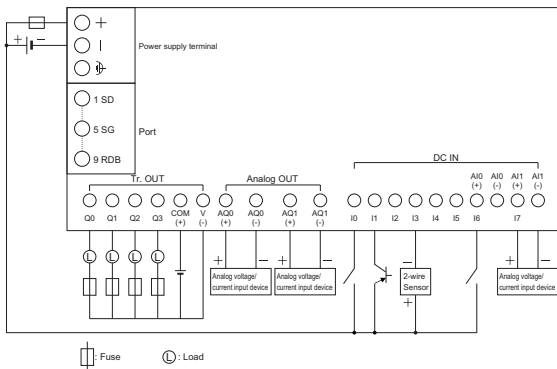 +
+ −
Power supply terminal
1 SD
5 SG
Port
9 RDB
Tr. OUT
Analog OUT
DC IN
Q0 Q1 Q2 Q3 COM (+) V (-) AQ0 (+) AQ0 (-) AQ1 (+) AQ1 (-) I0 I1 I2 I3 I4 I5 I6 I7
AI0 (+) AI0 (-) AI1 (+) AI1 (-)
L L L L
+ − + − − + −
Analog voltage/
current input device
Analog voltage/
current input device
2-wire
Sensor
+
Analog voltage/
current input device
: Fuse
L : Load